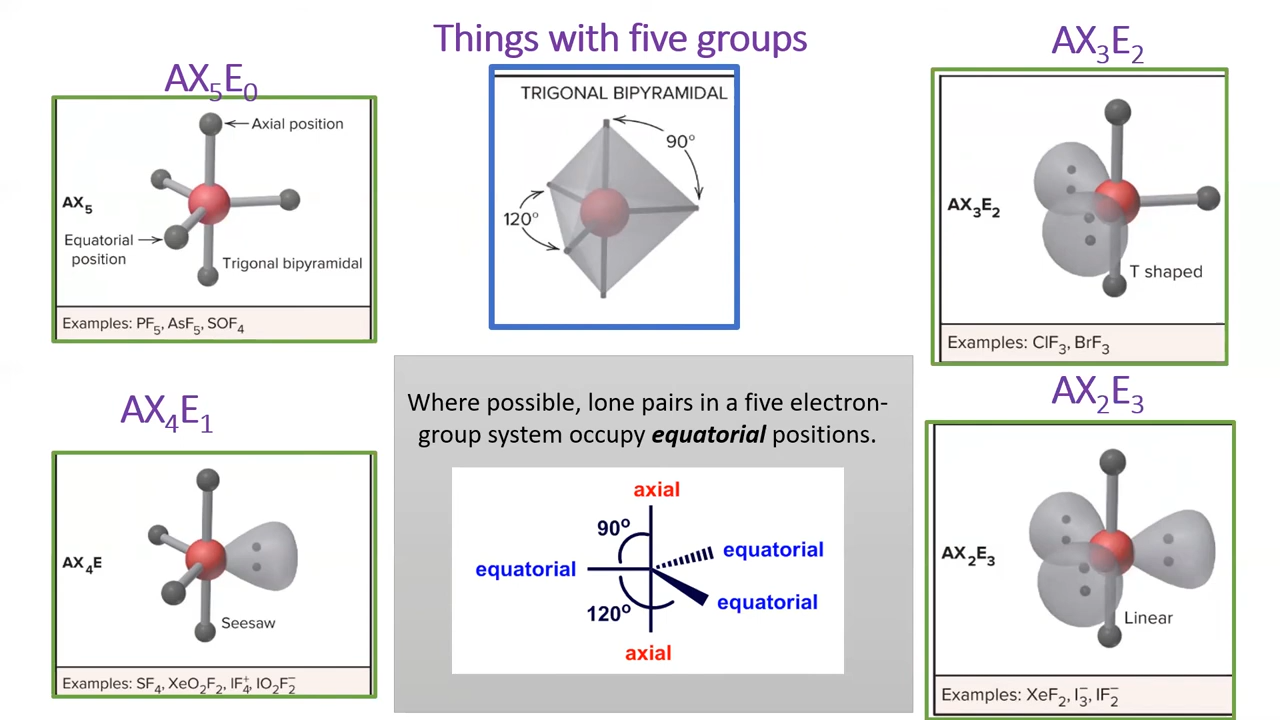 Things with five groups
AX₅E₀
Axial position
AX₅
Equatorial
position
Trigonal bipyramidal
Examples: PF₅, AsF₅, SOF₄
TRIGONAL BIPYRAMIDAL
90°
120°
AX₃E₂
AX₃E₂
T shaped
Examples: ClF₃, BrF₃
AX₄E₁
AX₄E
Seesaw
Examples: SF₄, XeO₂F₂, IF₄⁺, IO₂F₂⁻
Where possible, lone pairs in a five electron-
group system occupy equatorial positions.
axial
90º
equatorial
equatorial
equatorial
120º
axial
AX₂E₃
AX₂E₃
Linear
Examples: XeF₂, I₃⁻, IF₂⁻